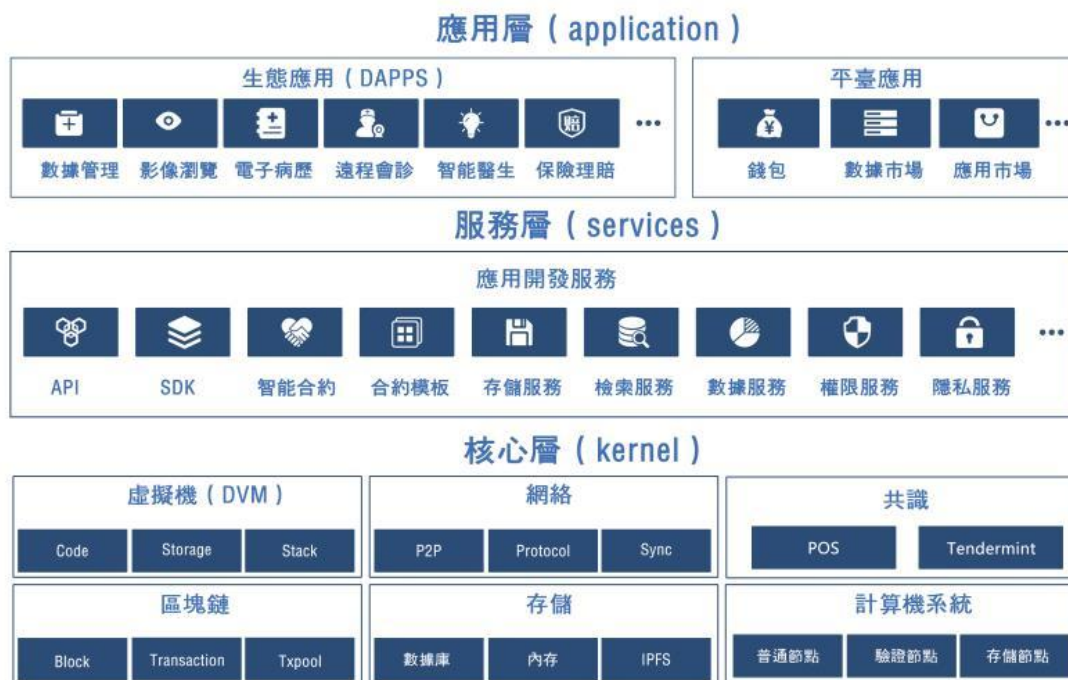 應用層 ( application )
生態應用 ( DAPPS )
平臺應用
賠
¥
數據管理 影像瀏覽 電子病歷 遠程會診 智能醫生 保險理賠 •••
錢包 數據市場 應用市場 •••
服務層 ( services )
應用開發服務
API SDK 智能合約 合約模板 存儲服務 檢索服務 數據服務 權限服務 隱私服務 •••
核心層 ( kernel )
虛擬機 ( DVM )
Code Storage Stack
網絡
P2P Protocol Sync
共識
POS Tendermint
區塊鏈
Block Transaction Txpool
存儲
數據庫 內存 IPFS
計算機系統
普通節點 驗證節點 存儲節點